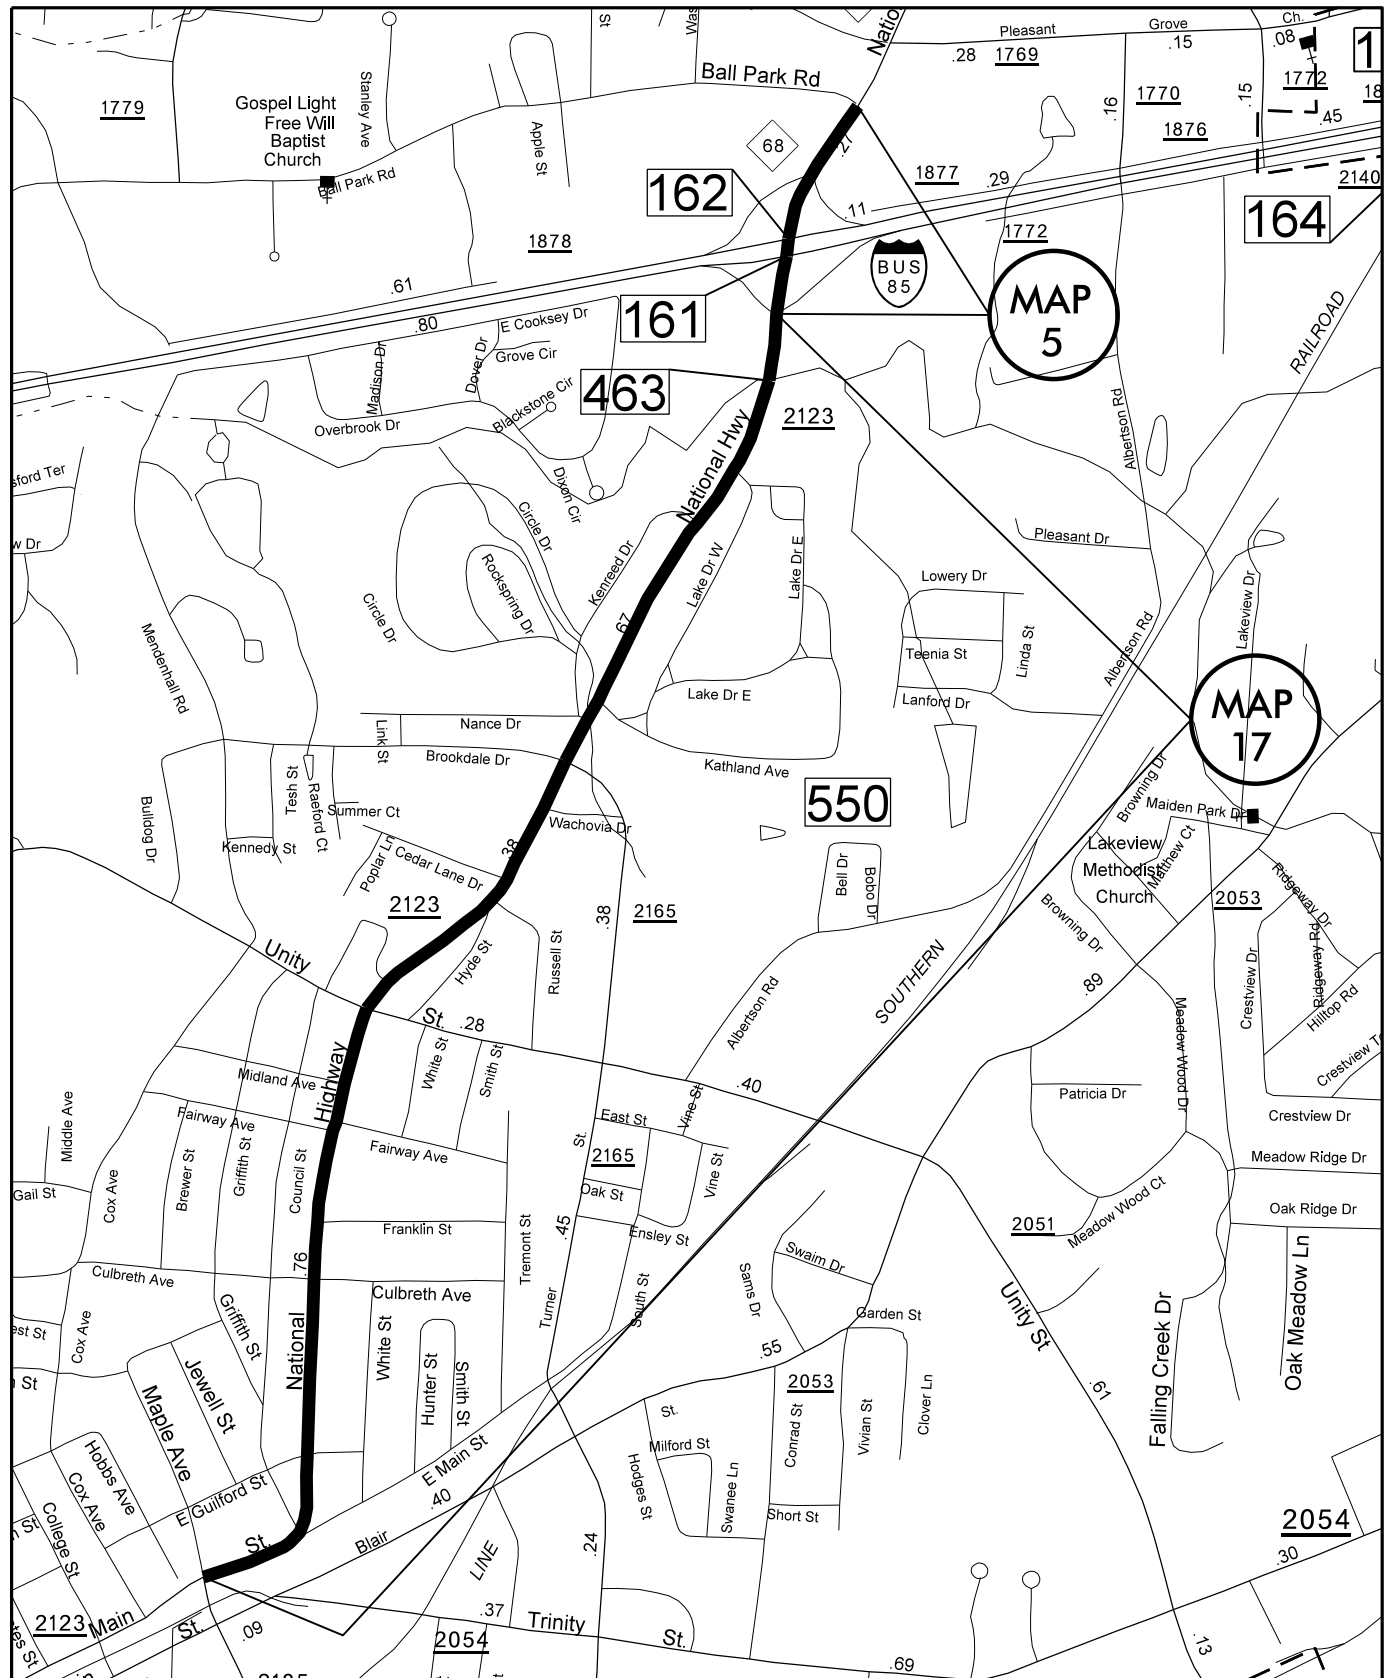 St
Was
Natio
Pleasant
Grove
Ch.
.28
1769
.15
.08
1
1772
18
1779
Stanley Ave
Ball Park Rd
Gospel Light
Free Will
Baptist
Church
Ball Park Rd
Apple St
68
.27
.16
1770
.15
1876
.45
162
1877
.29
2140
.11
164
1878
1772
BUS
85
MAP
5
.61
.80
161
E Cooksey Dr
Grove Cir
Madison Dr
Dover Dr
Blackstone Cir
463
RAILROAD
Overbrook Dr
National Hwy
2123
Albertson Rd
sford Ter
Dixon Cir
w Dr
Circle Dr
Pleasant Dr
Rockspring Dr
Kenreed Dr
Lake Dr W
Lake Dr E
Lowery Dr
Lakeview Dr
Circle Dr
.67
Mendenhall Rd
Teenia St
Linda St
Albertson Rd
Lake Dr E
Lanford Dr
MAP
17
Nance Dr
Link St
Brookdale Dr
Kathland Ave
Tesh St
Raeford Ct
Summer Ct
550
Browning Dr
Maiden Park Dr
Bulldog Dr
Kennedy St
Wachovia Dr
.38
Poplar Ln
Cedar Lane Dr
Bell Dr
Bobo Dr
Lakeview
Methodist
Church
Matthew Ct
Ridgeway Dr
2123
.38
2165
2053
Browning Dr
Unity
Hyde St
Russell St
Ridgeway Rd
Crestview Dr
Hilltop Rd
SOUTHERN
.89
Albertson Rd
St.
.28
Meadow Wood Dr
Highway
White St
Smith St
Midland Ave
.40
Crestview Te
Patricia Dr
Middle Ave
Fairway Ave
Vine St
East St
Crestview Dr
Fairway Ave
St.
2165
Brewer St
Griffith St
Council St
Vine St
Meadow Ridge Dr
Gail St
Cox Ave
Oak St
Meadow Wood Ct
Franklin St
.45
Ensley St
2051
Oak Ridge Dr
Tremont St
.76
Swaim Dr
Culbreth Ave
Culbreth Ave
Sams Dr
South St
Turner
Garden St
Unity St
Falling Creek Dr
Oak Meadow Ln
est St
Cox Ave
Griffith St
National
White St
.55
n St
Jewell St
Maple Ave
Hunter St
Smith St
2053
.61
Clover Ln
St.
Conrad St
Vivian St
Milford St
Hobbs Ave
Cox Ave
E Main St
Hodges St
Swanee Ln
E Guilford St
.40
n St
College St
Short St
2054
St.
Blair
.24
.30
LINE
2123
Main
St.
.09
.37
Trinity
St.
2054
.13
tes St
.69